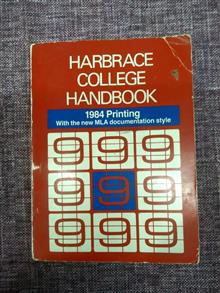 HARBRACE
COLLEGE
HANDBOOK
1984 Printing
With the new MLA documentation style
9 9 9
9 9 9
9 9 9